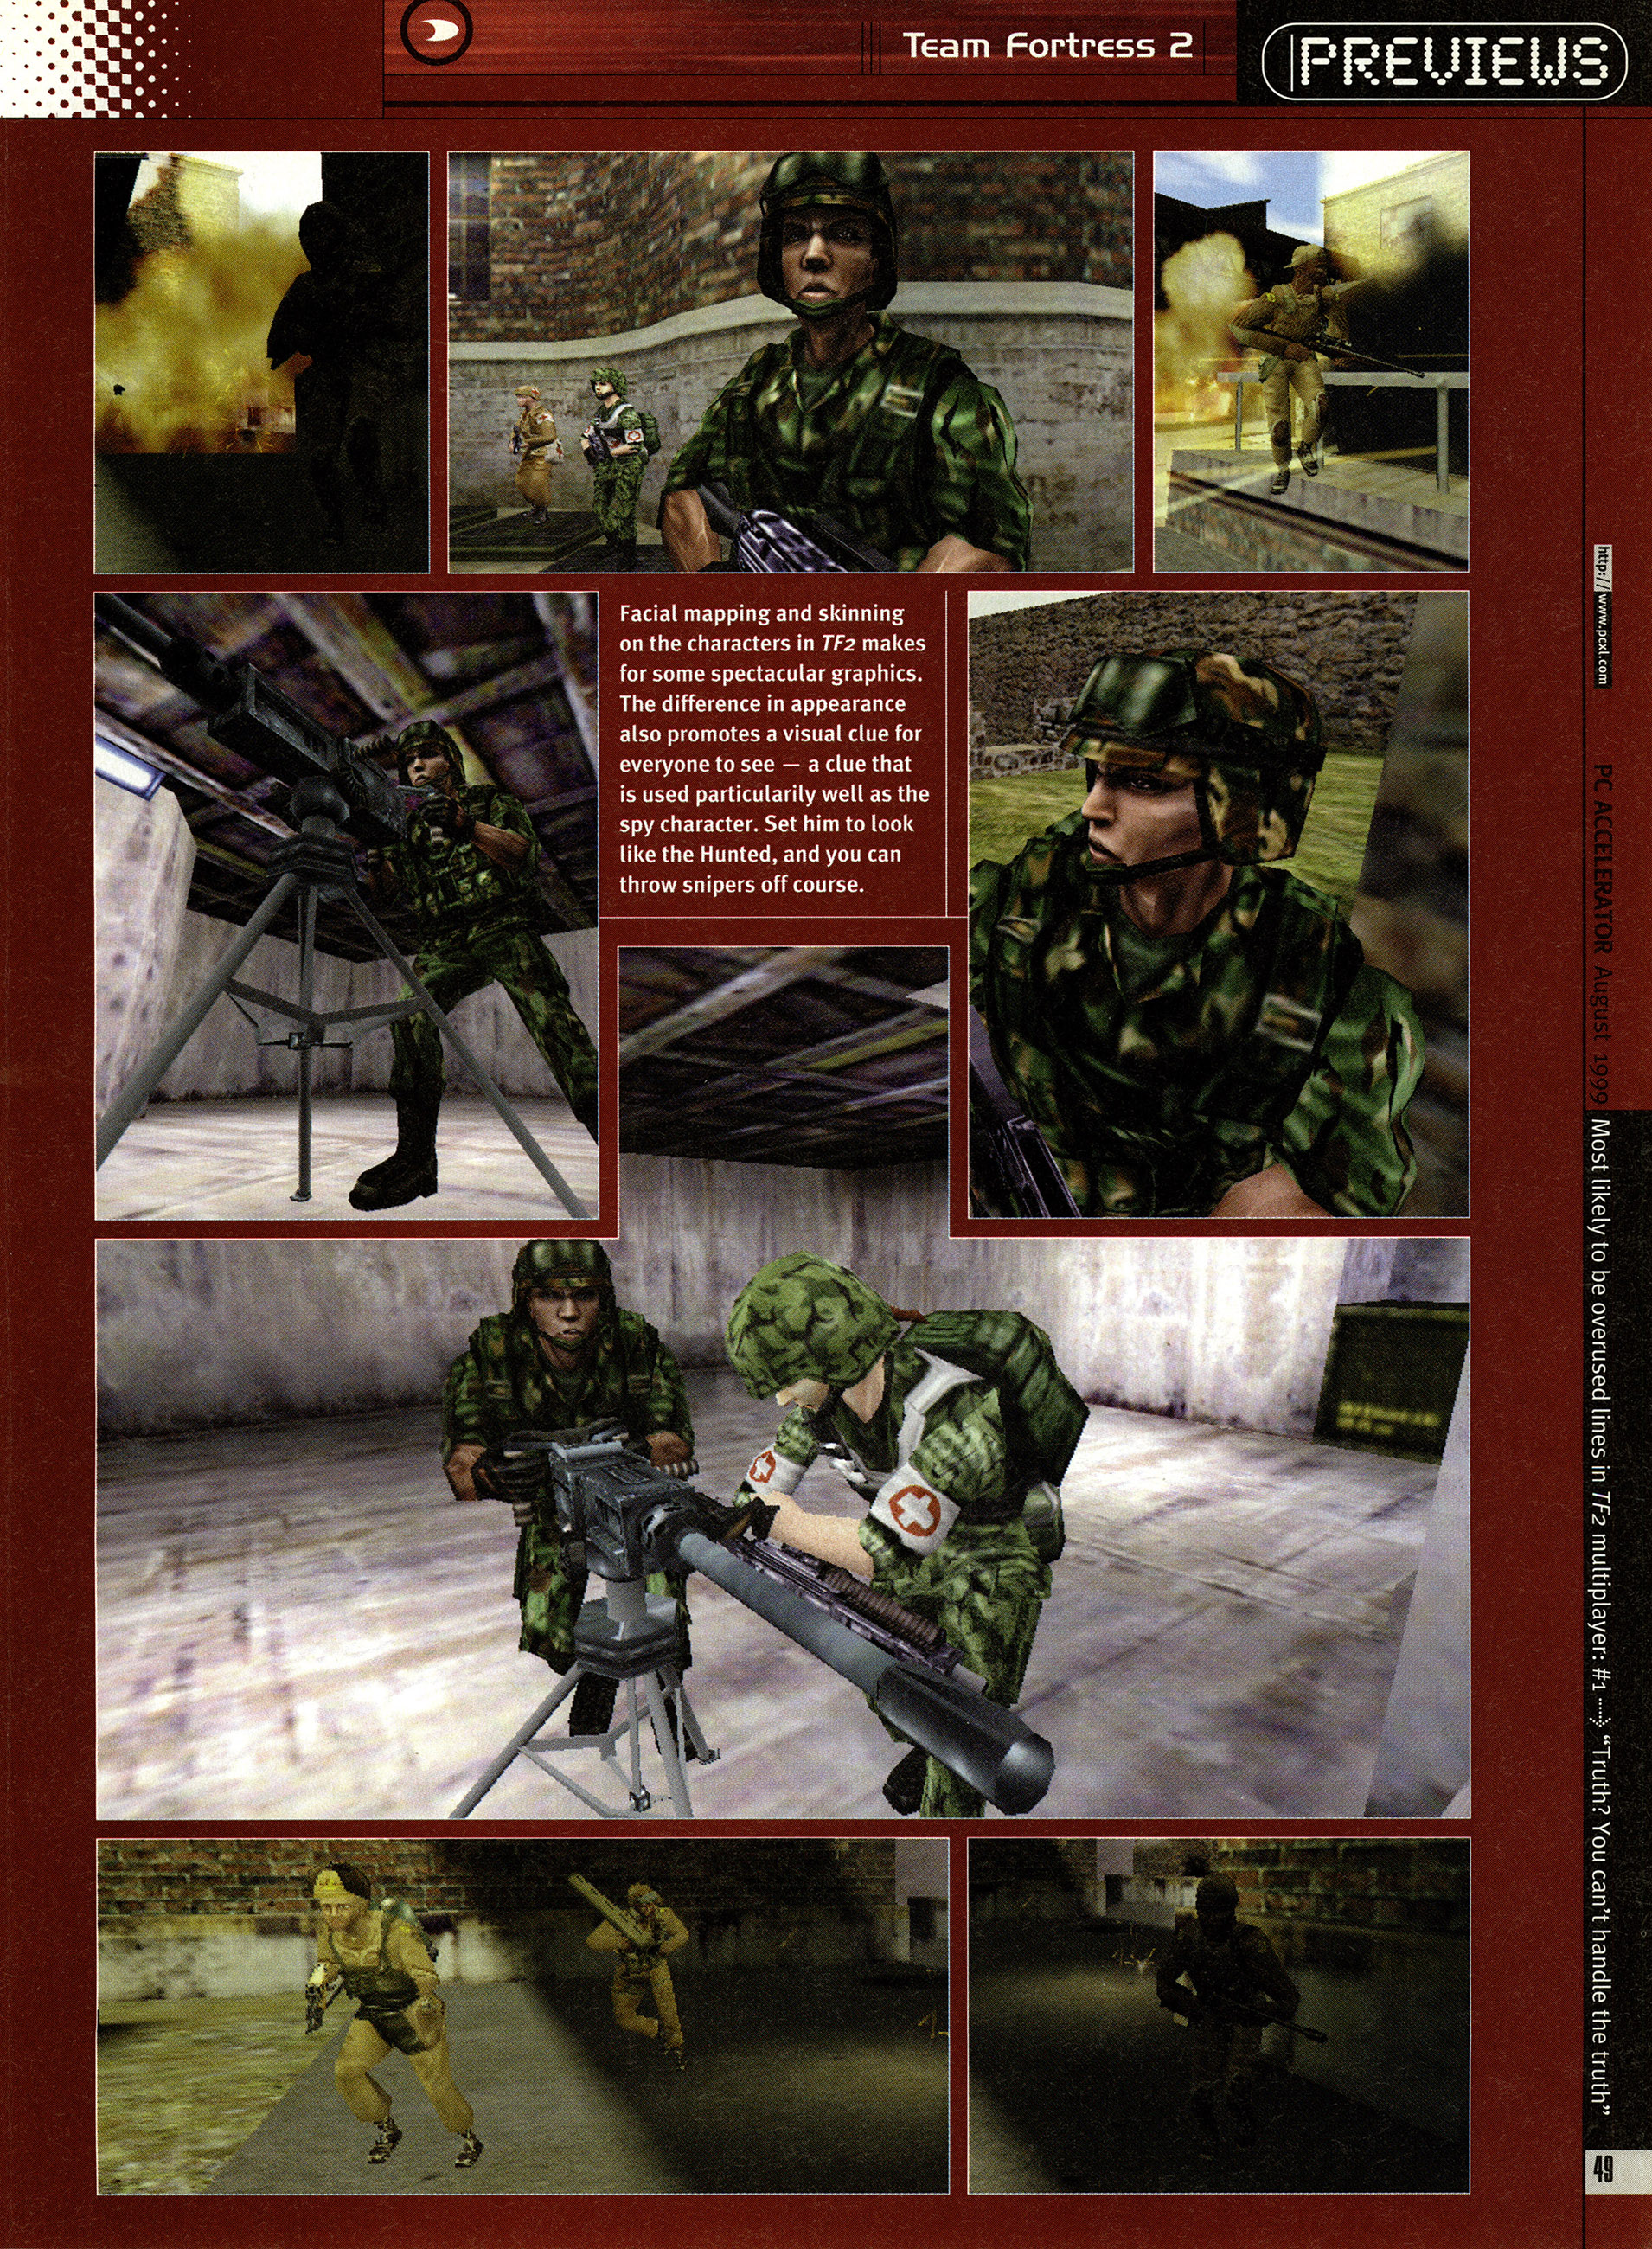 Team Fortress 2
PREVIEWS
Facial mapping and skinning
on the characters in TF2 makes
for some spectacular graphics.
The difference in appearance
also promotes a visual clue for
everyone to see — a clue that
is used particularily well as the
spy character. Set him to look
like the Hunted, and you can
throw snipers off course.
http://www.pcxl.com
PC ACCELERATOR August 1999
Most likely to be overused lines in TF2 multiplayer: #1 ⇢ “Truth? You can’t handle the truth”
49